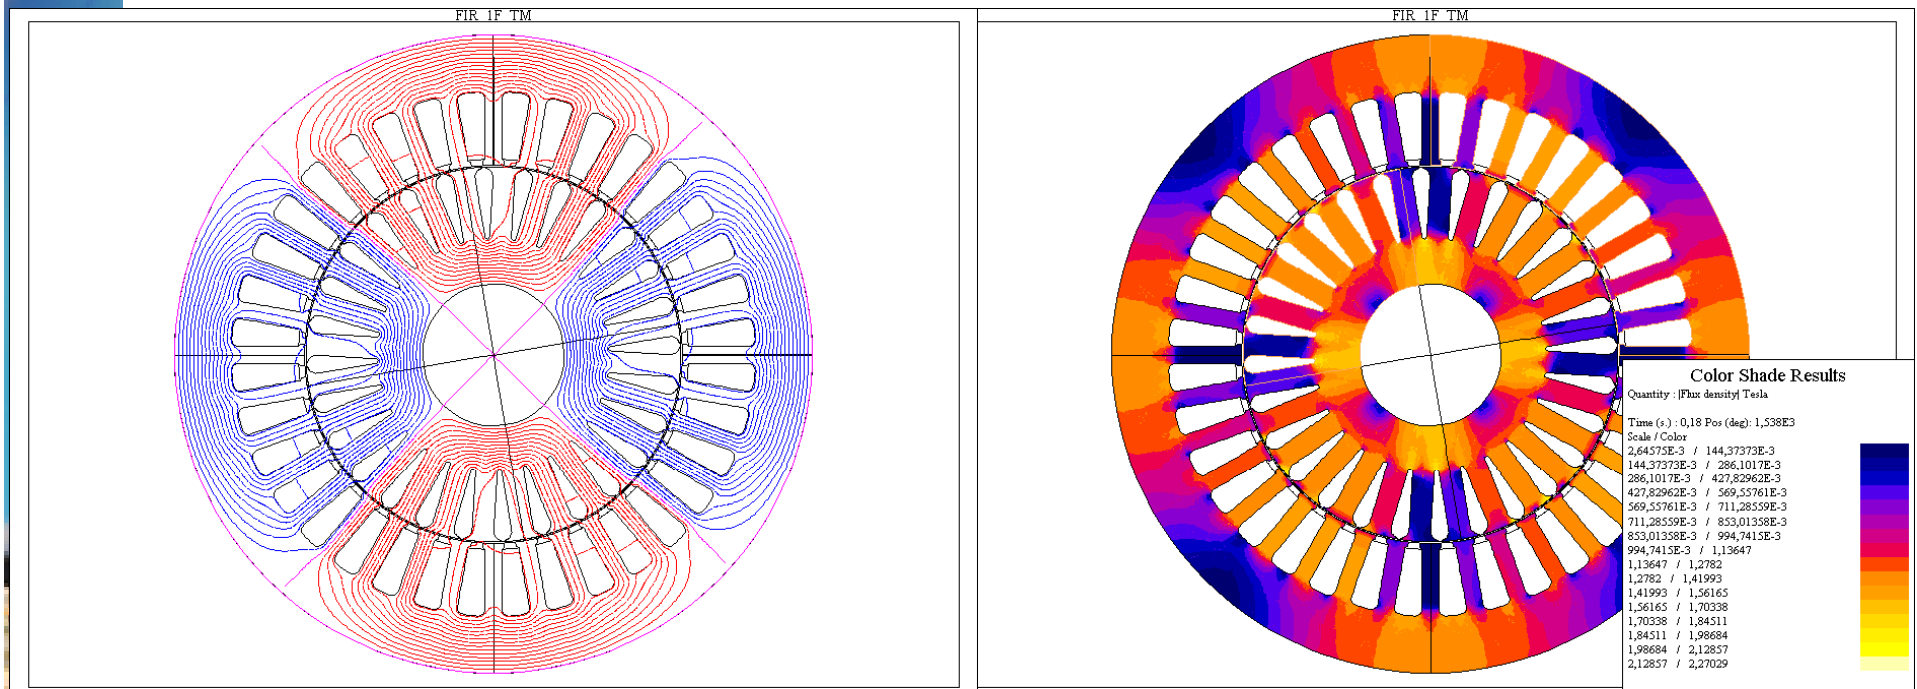 FIR 1F TM
FIR 1F TM
Color Shade Results
Quantity : |Flux density| Tesla
Time (s.) : 0,18 Pos (deg): 1,538E3
Scale / Color
2,64575E-3 / 144,37373E-3
144,37373E-3 / 286,1017E-3
286,1017E-3 / 427,82962E-3
427,82962E-3 / 569,55761E-3
569,55761E-3 / 711,28559E-3
711,28559E-3 / 853,01358E-3
853,01358E-3 / 994,7415E-3
994,7415E-3 / 1,13647
1,13647 / 1,2782
1,2782 / 1,41993
1,41993 / 1,56165
1,56165 / 1,70338
1,70338 / 1,84511
1,84511 / 1,98684
1,98684 / 2,12857
2,12857 / 2,27029